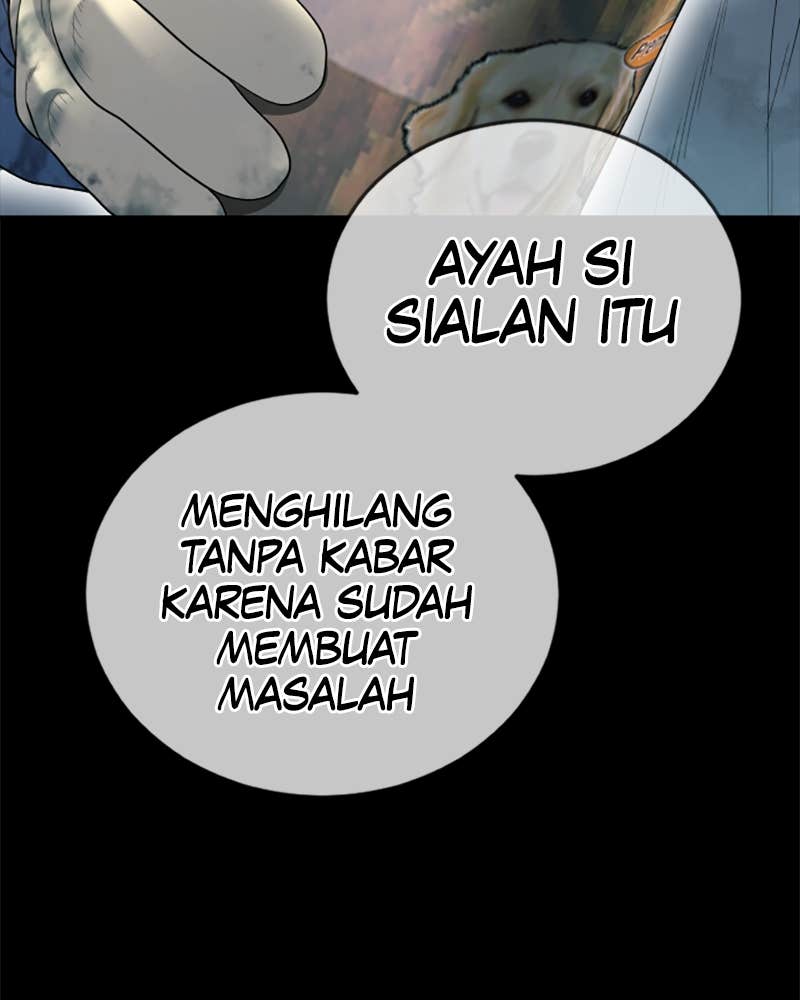 AYAH SI
SIALAN ITU
MENGHILANG
TANPA KABAR
KARENA SUDAH
MEMBUAT
MASALAH